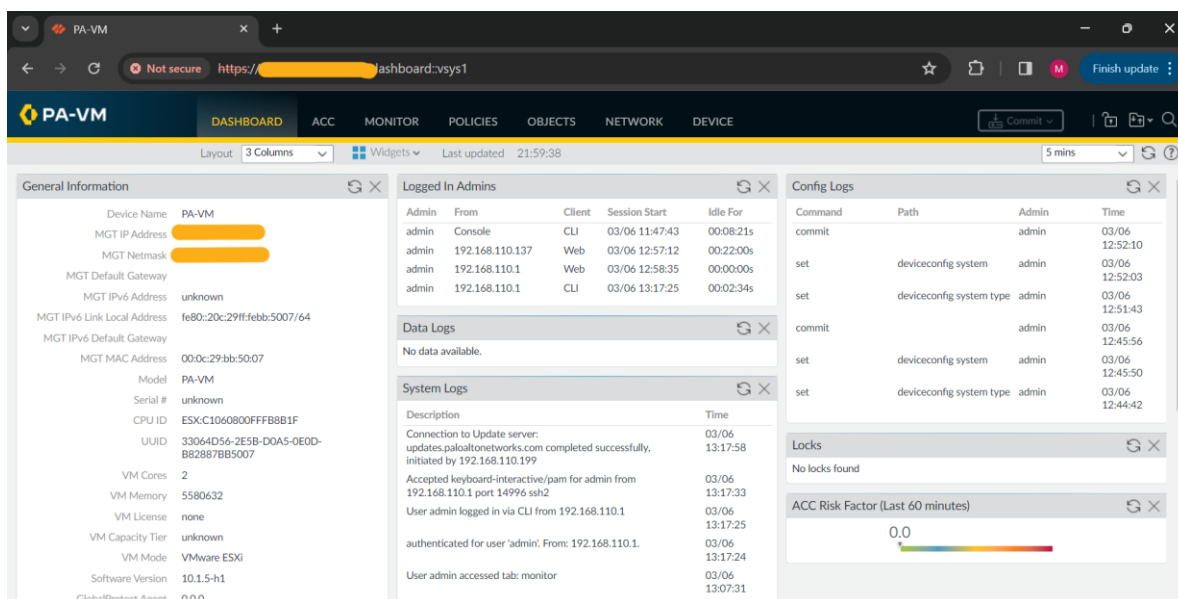 PA-VM
Not secure https:// lashboard::vsys1
Finish update
M
PA-VM
DASHBOARD ACC MONITOR POLICIES OBJECTS NETWORK DEVICE
Commit
Layout 3 Columns Widgets Last updated 21:59:38 5 mins
General Information
Device Name PA-VM
MGT IP Address
MGT Netmask
MGT Default Gateway
MGT IPv6 Address unknown
MGT IPv6 Link Local Address fe80::20c:29ff:febb:5007/64
MGT IPv6 Default Gateway
MGT MAC Address 00:0c:29:bb:50:07
Model PA-VM
Serial # unknown
CPU ID ESX:C1060800FFFB8B1F
UUID 33064D56-2E5B-D0A5-0E0D-
B82887BB5007
VM Cores 2
VM Memory 5580632
VM License none
VM Capacity Tier unknown
VM Mode VMware ESXi
Software Version 10.1.5-h1
GlobalProtect Agent 0.0.0
Logged In Admins
Admin From Client Session Start Idle For
admin Console CLI 03/06 11:47:43 00:08:21s
admin 192.168.110.137 Web 03/06 12:57:12 00:22:00s
admin 192.168.110.1 Web 03/06 12:58:35 00:00:00s
admin 192.168.110.1 CLI 03/06 13:17:25 00:02:34s
Data Logs
No data available.
System Logs
Description Time
Connection to Update server: 03/06
updates.paloaltonetworks.com completed successfully, 13:17:58
initiated by 192.168.110.199
Accepted keyboard-interactive/pam for admin from 03/06
192.168.110.1 port 14996 ssh2 13:17:33
User admin logged in via CLI from 192.168.110.1 03/06
13:17:25
authenticated for user 'admin'. From: 192.168.110.1. 03/06
13:17:24
User admin accessed tab: monitor 03/06
13:07:31
Config Logs
Command Path Admin Time
commit admin 03/06
12:52:10
set deviceconfig system admin 03/06
12:52:03
set deviceconfig system type admin 03/06
12:51:43
commit admin 03/06
12:45:56
set deviceconfig system admin 03/06
12:45:50
set deviceconfig system type admin 03/06
12:44:42
Locks
No locks found
ACC Risk Factor (Last 60 minutes)
0.0